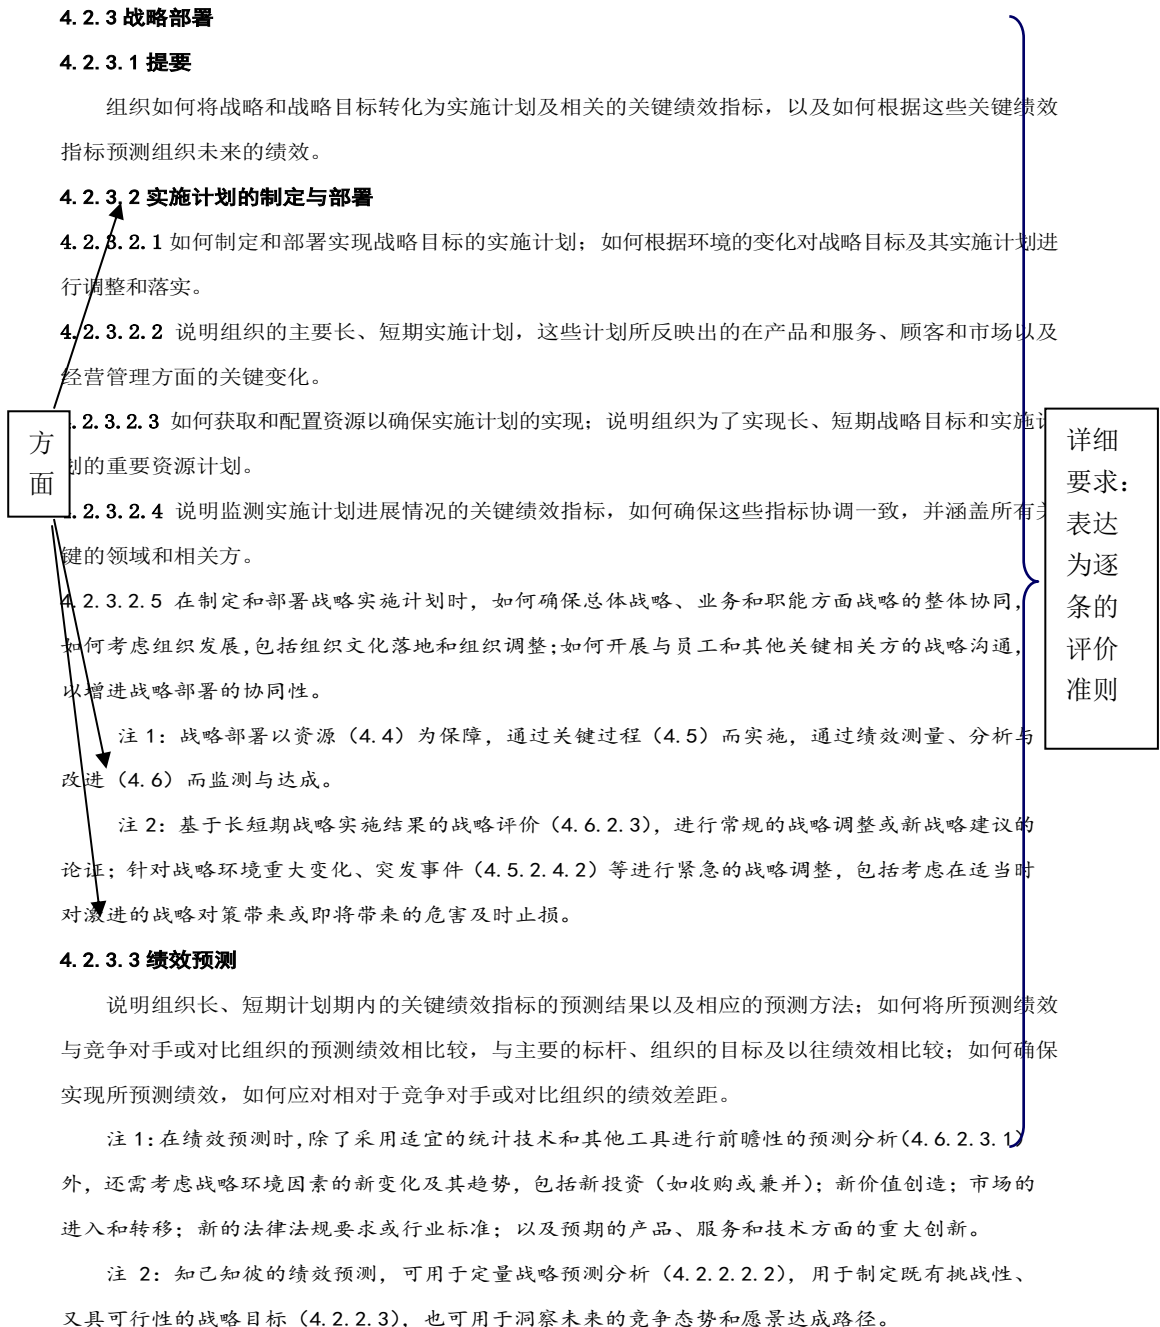 4.2.3 战略部署
4.2.3.1 提要
组织如何将战略和战略目标转化为实施计划及相关的关键绩效指标，以及如何根据这些关键绩效
指标预测组织未来的绩效。
4.2.3.2 实施计划的制定与部署
4.2.3.2.1 如何制定和部署实现战略目标的实施计划；如何根据环境的变化对战略目标及其实施计划进
行调整和落实。
4.2.3.2.2 说明组织的主要长、短期实施计划，这些计划所反映出的在产品和服务、顾客和市场以及
经营管理方面的关键变化。
.2.3.2.3 如何获取和配置资源以确保实施计划的实现；说明组织为了实现长、短期战略目标和实施计
划的重要资源计划。
.2.3.2.4 说明监测实施计划进展情况的关键绩效指标，如何确保这些指标协调一致，并涵盖所有关
键的领域和相关方。
4.2.3.2.5 在制定和部署战略实施计划时，如何确保总体战略、业务和职能方面战略的整体协同，
如何考虑组织发展，包括组织文化落地和组织调整；如何开展与员工和其他关键相关方的战略沟通，
以增进战略部署的协同性。
注 1：战略部署以资源（4.4）为保障，通过关键过程（4.5）而实施，通过绩效测量、分析与
改进（4.6）而监测与达成。
注 2：基于长短期战略实施结果的战略评价（4.6.2.3），进行常规的战略调整或新战略建议的
论证；针对战略环境重大变化、突发事件（4.5.2.4.2）等进行紧急的战略调整，包括考虑在适当时
对激进的战略对策带来或即将带来的危害及时止损。
4.2.3.3 绩效预测
说明组织长、短期计划期内的关键绩效指标的预测结果以及相应的预测方法；如何将所预测绩效
与竞争对手或对比组织的预测绩效相比较，与主要的标杆、组织的目标及以往绩效相比较；如何确保
实现所预测绩效，如何应对相对于竞争对手或对比组织的绩效差距。
注 1：在绩效预测时，除了采用适宜的统计技术和其他工具进行前瞻性的预测分析（4.6.2.3.1）
外，还需考虑战略环境因素的新变化及其趋势，包括新投资（如收购或兼并）；新价值创造；市场的
进入和转移；新的法律法规要求或行业标准；以及预期的产品、服务和技术方面的重大创新。
注 2：知己知彼的绩效预测，可用于定量战略预测分析（4.2.2.2.2），用于制定既有挑战性、
又具可行性的战略目标（4.2.2.3），也可用于洞察未来的竞争态势和愿景达成路径。
方
面
详细
要求：
表达
为逐
条的
评价
准则